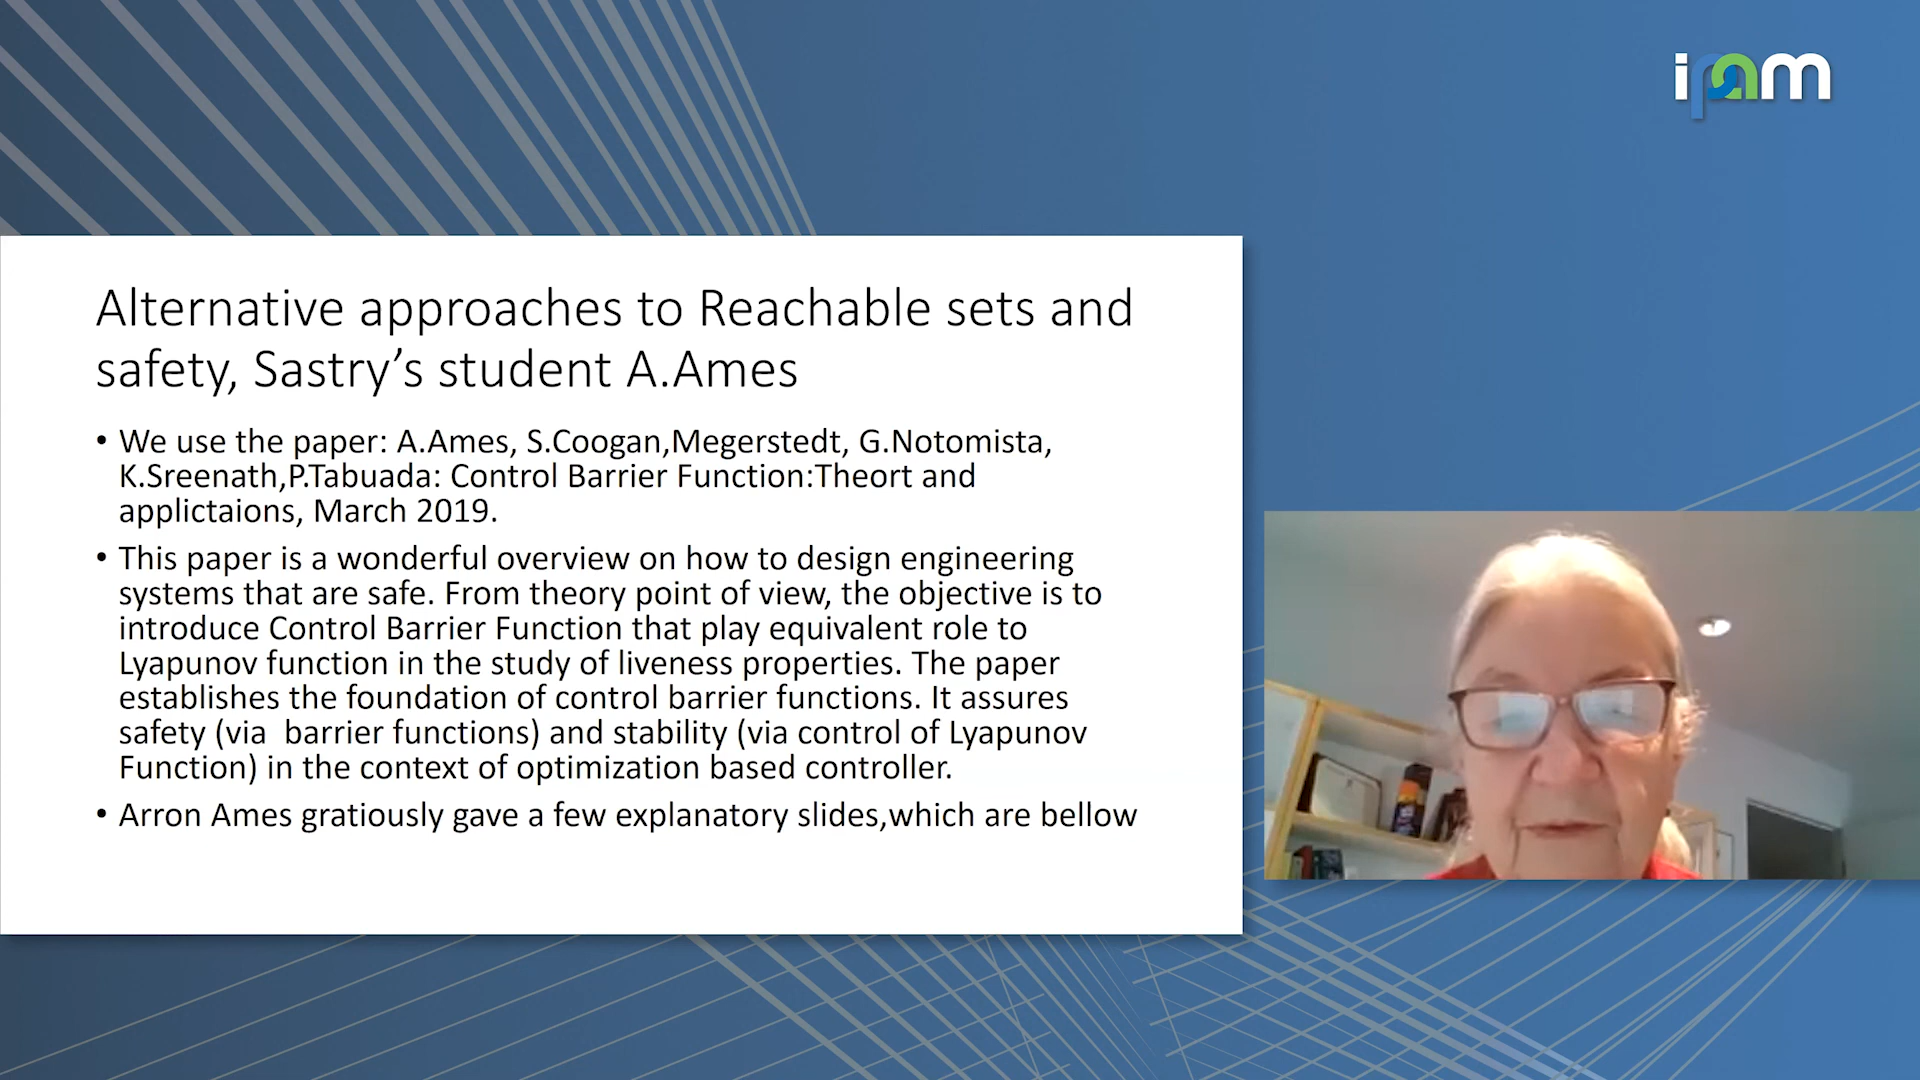 ipam
Alternative approaches to Reachable sets and
safety, Sastry’s student A.Ames
• We use the paper: A.Ames, S.Coogan,Megerstedt, G.Notomista,
K.Sreenath,P.Tabuada: Control Barrier Function:Theort and
applictaions, March 2019.
• This paper is a wonderful overview on how to design engineering
systems that are safe. From theory point of view, the objective is to
introduce Control Barrier Function that play equivalent role to
Lyapunov function in the study of liveness properties. The paper
establishes the foundation of control barrier functions. It assures
safety (via  barrier functions) and stability (via control of Lyapunov
Function) in the context of optimization based controller.
• Arron Ames gratiously gave a few explanatory slides,which are bellow